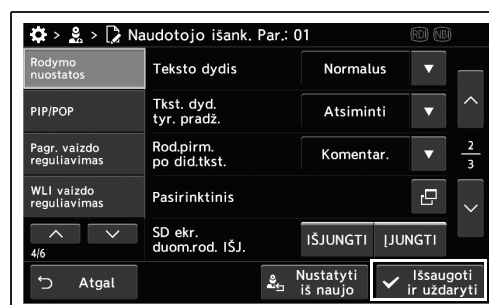 > > Naudotojo išank. Par.: 01 RDI NBI
Rodymo
nuostatos
PIP/POP
Pagr. vaizdo
reguliavimas
WLI vaizdo
reguliavimas
4/6
Teksto dydis Normalus
Tkst. dyd.
tyr. pradž. Atsiminti
Rod.pirm.
po did.tkst. Komentar.
Pasirinktinis
SD ekr.
duom.rod. IŠJ. IŠJUNGTI ĮJUNGTI
2
3
Atgal
Nustatyti
iš naujo
Išsaugoti
ir uždaryti